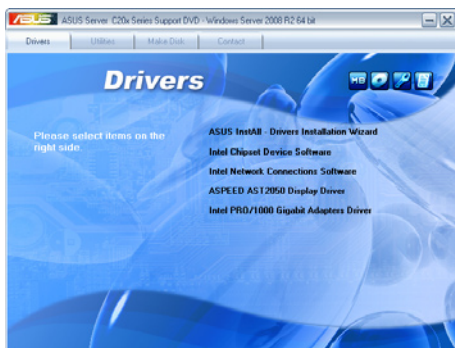 ASUS ASUS Server C20x Series Support DVD - Windows Server 2008 R2 64 bit
Drivers Utilities Make Disk Contact
Drivers
MB
Please select items on the
right side.
ASUS InstAll - Drivers Installation Wizard
Intel Chipset Device Software
Intel Network Connections Software
ASPEED AST2050 Display Driver
Intel PRO/1000 Gigabit Adapters Driver